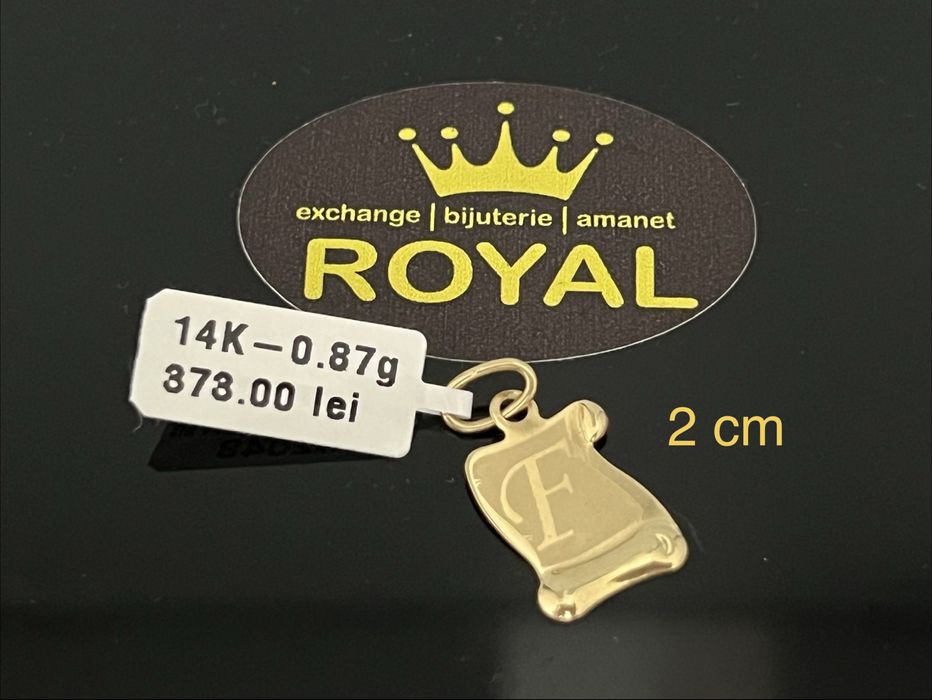 exchange | bijuterie | amanet
ROYAL
14K–0.87g
373.00 lei
2 cm
F